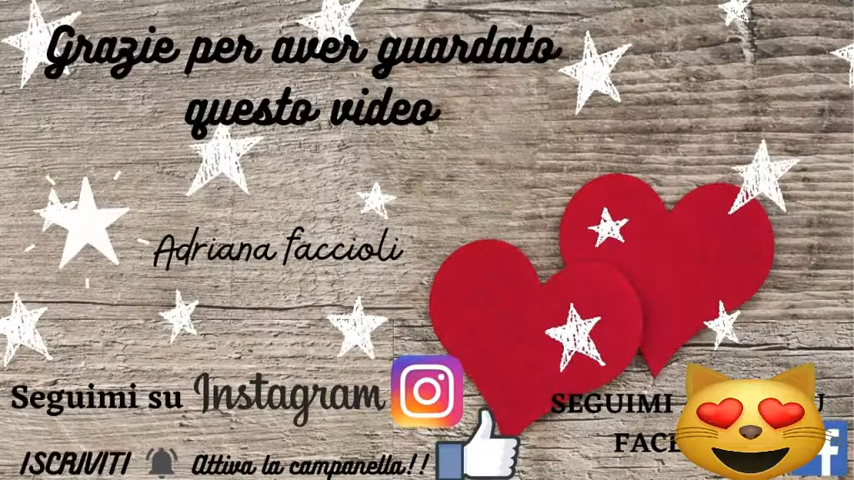 Grazie per aver guardato
questo video
Adriana faccioli
Seguimi su Instagram
SEGUIMI
ISCRIVITI Attiva la campanella!!